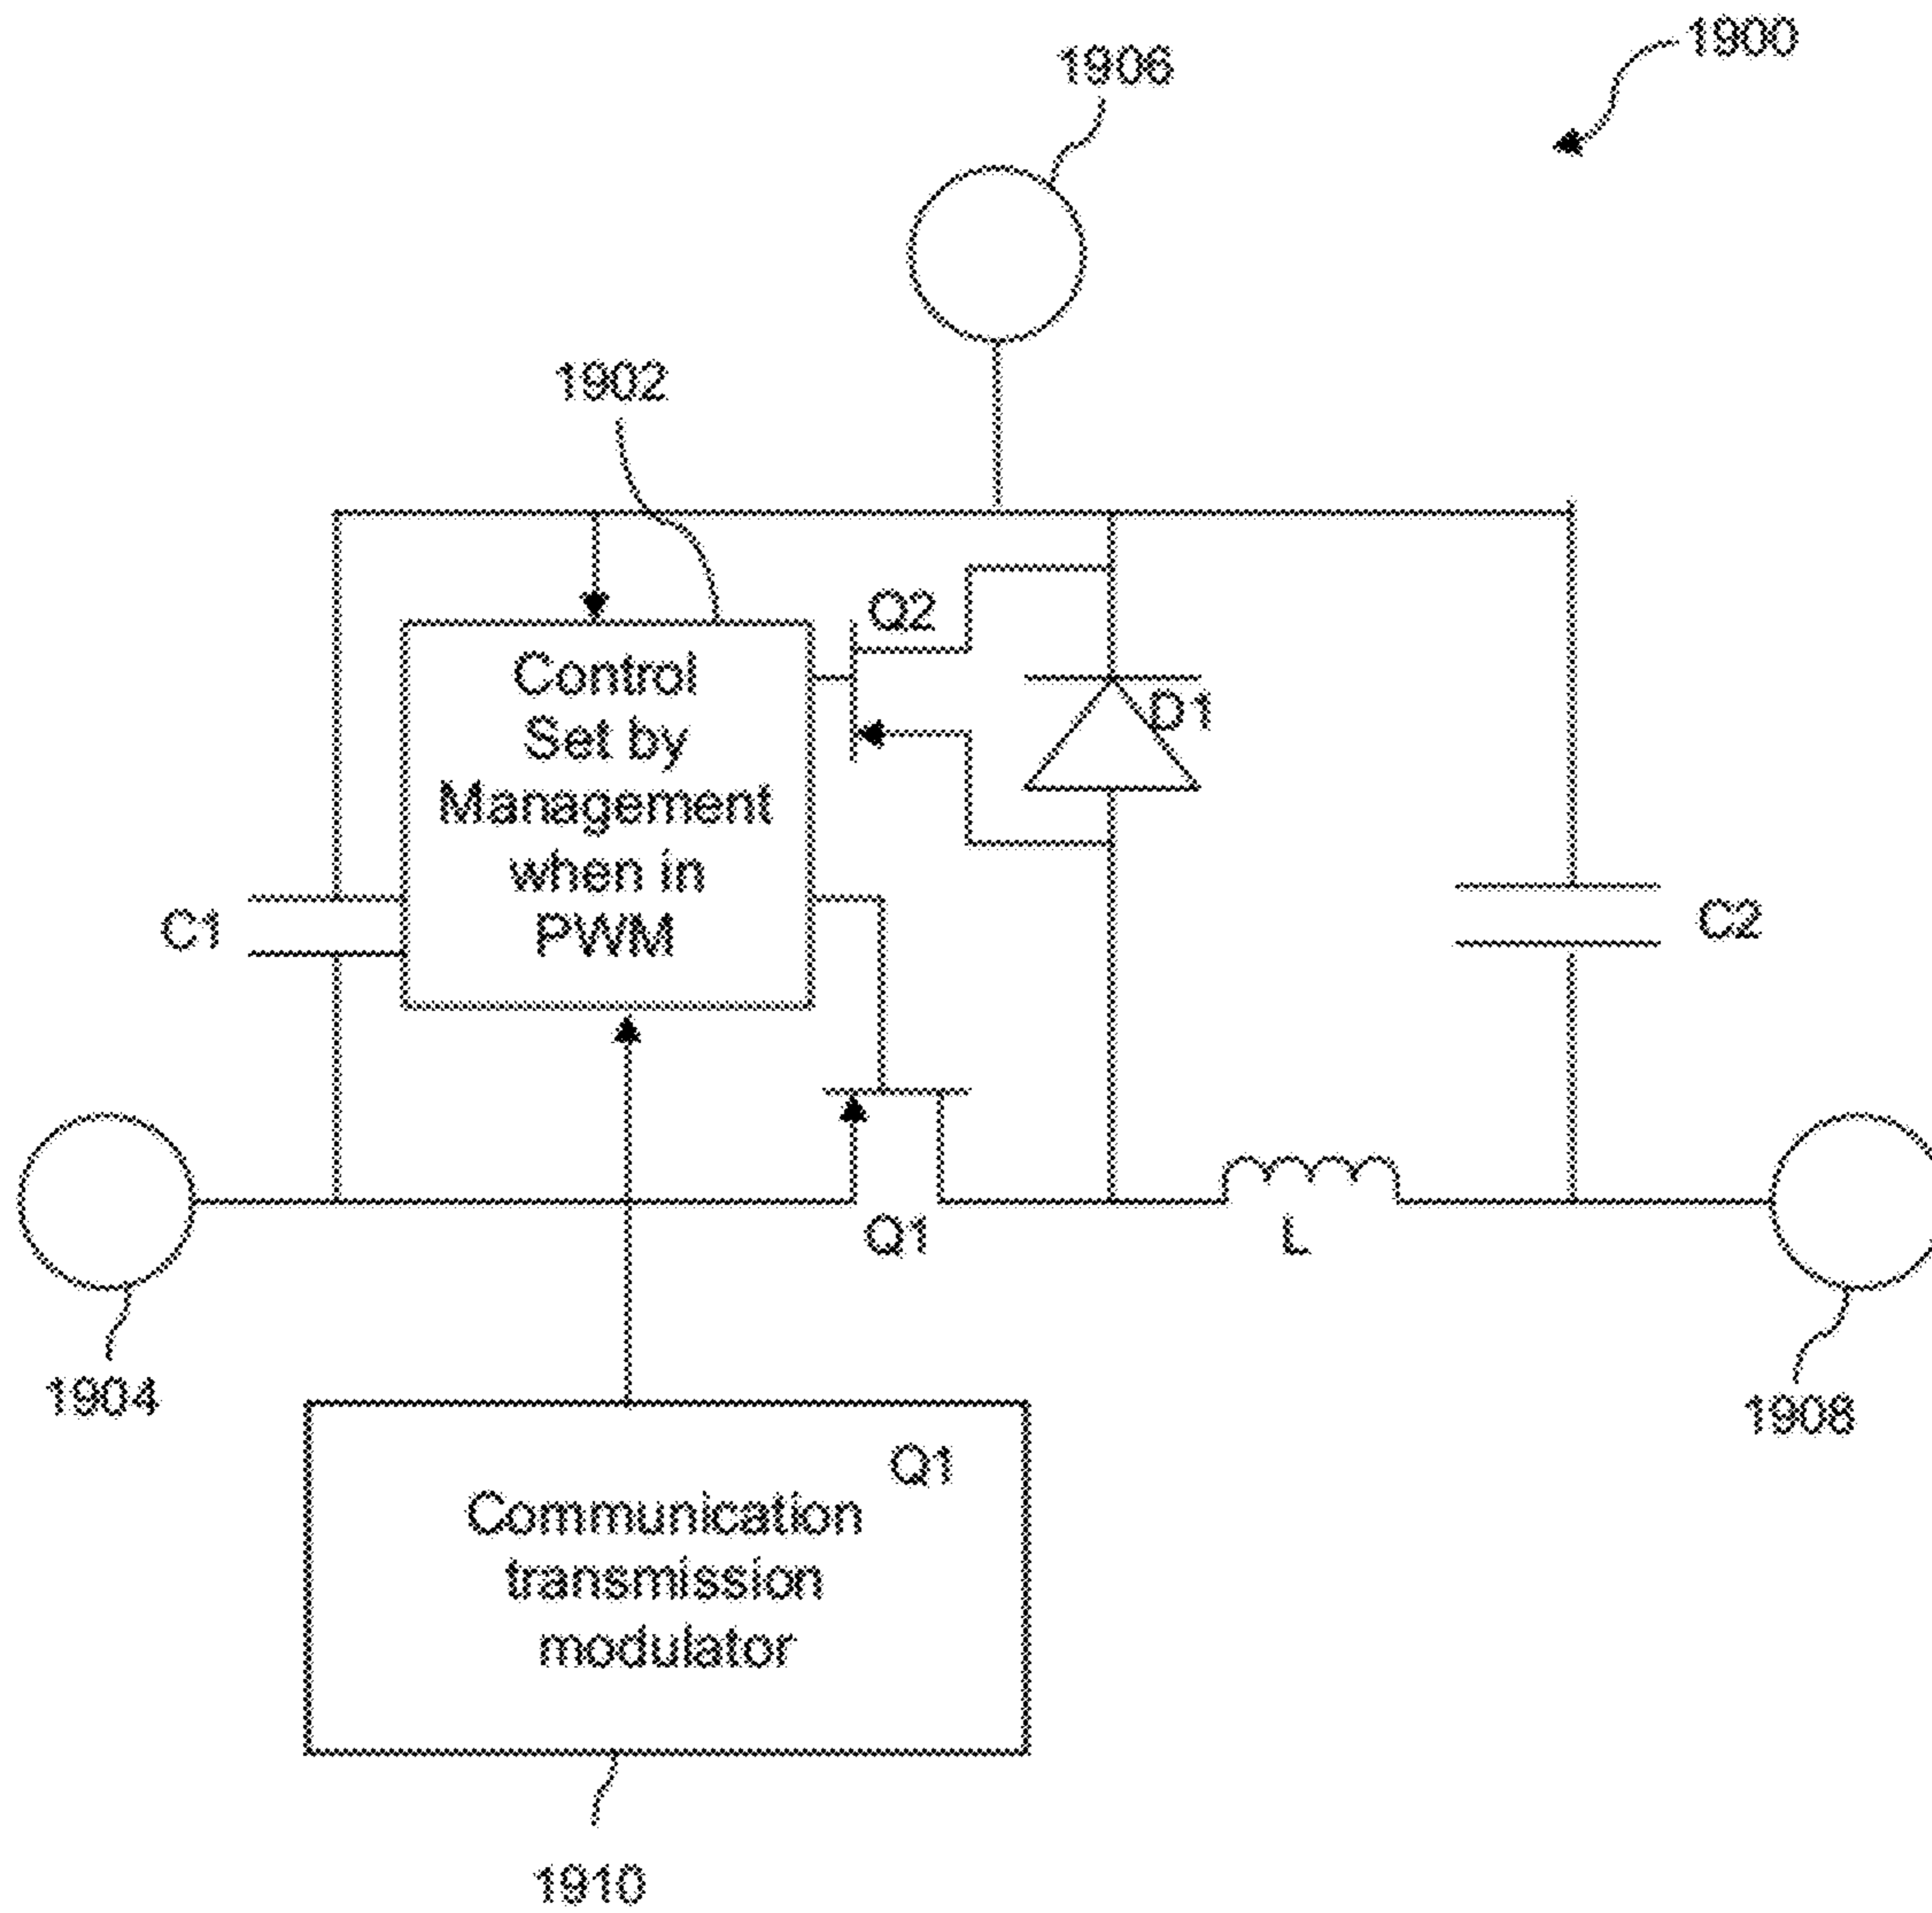 1900
1906
1902
Q2
Control
Set by
Management
when in
PWM
D1
C1
C2
Q1
L
1904
1908
Q1
Communication
transmission
modulator
1910